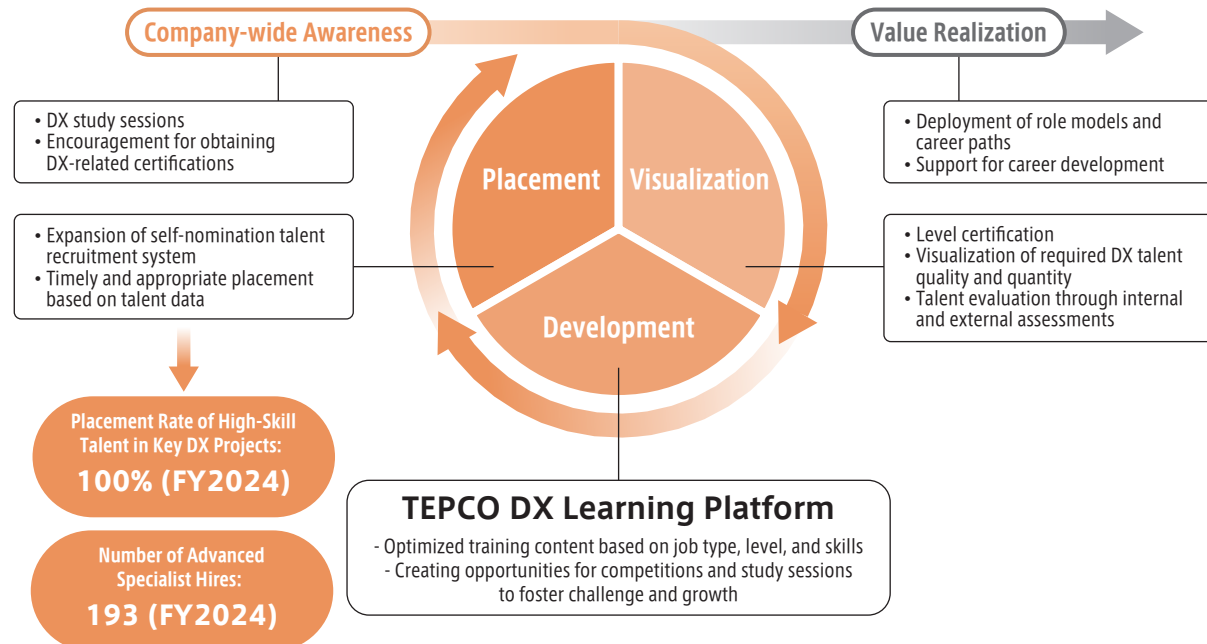 Company-wide Awareness
Value Realization
• DX study sessions
• Encouragement for obtaining
DX-related certifications
• Deployment of role models and
career paths
• Support for career development
Placement
Visualization
Development
• Expansion of self-nomination talent
recruitment system
• Timely and appropriate placement
based on talent data
• Level certification
• Visualization of required DX talent
quality and quantity
• Talent evaluation through internal
and external assessments
Placement Rate of High-Skill
Talent in Key DX Projects:
100% (FY2024)
Number of Advanced
Specialist Hires:
193 (FY2024)
TEPCO DX Learning Platform
- Optimized training content based on job type, level, and skills
- Creating opportunities for competitions and study sessions
to foster challenge and growth